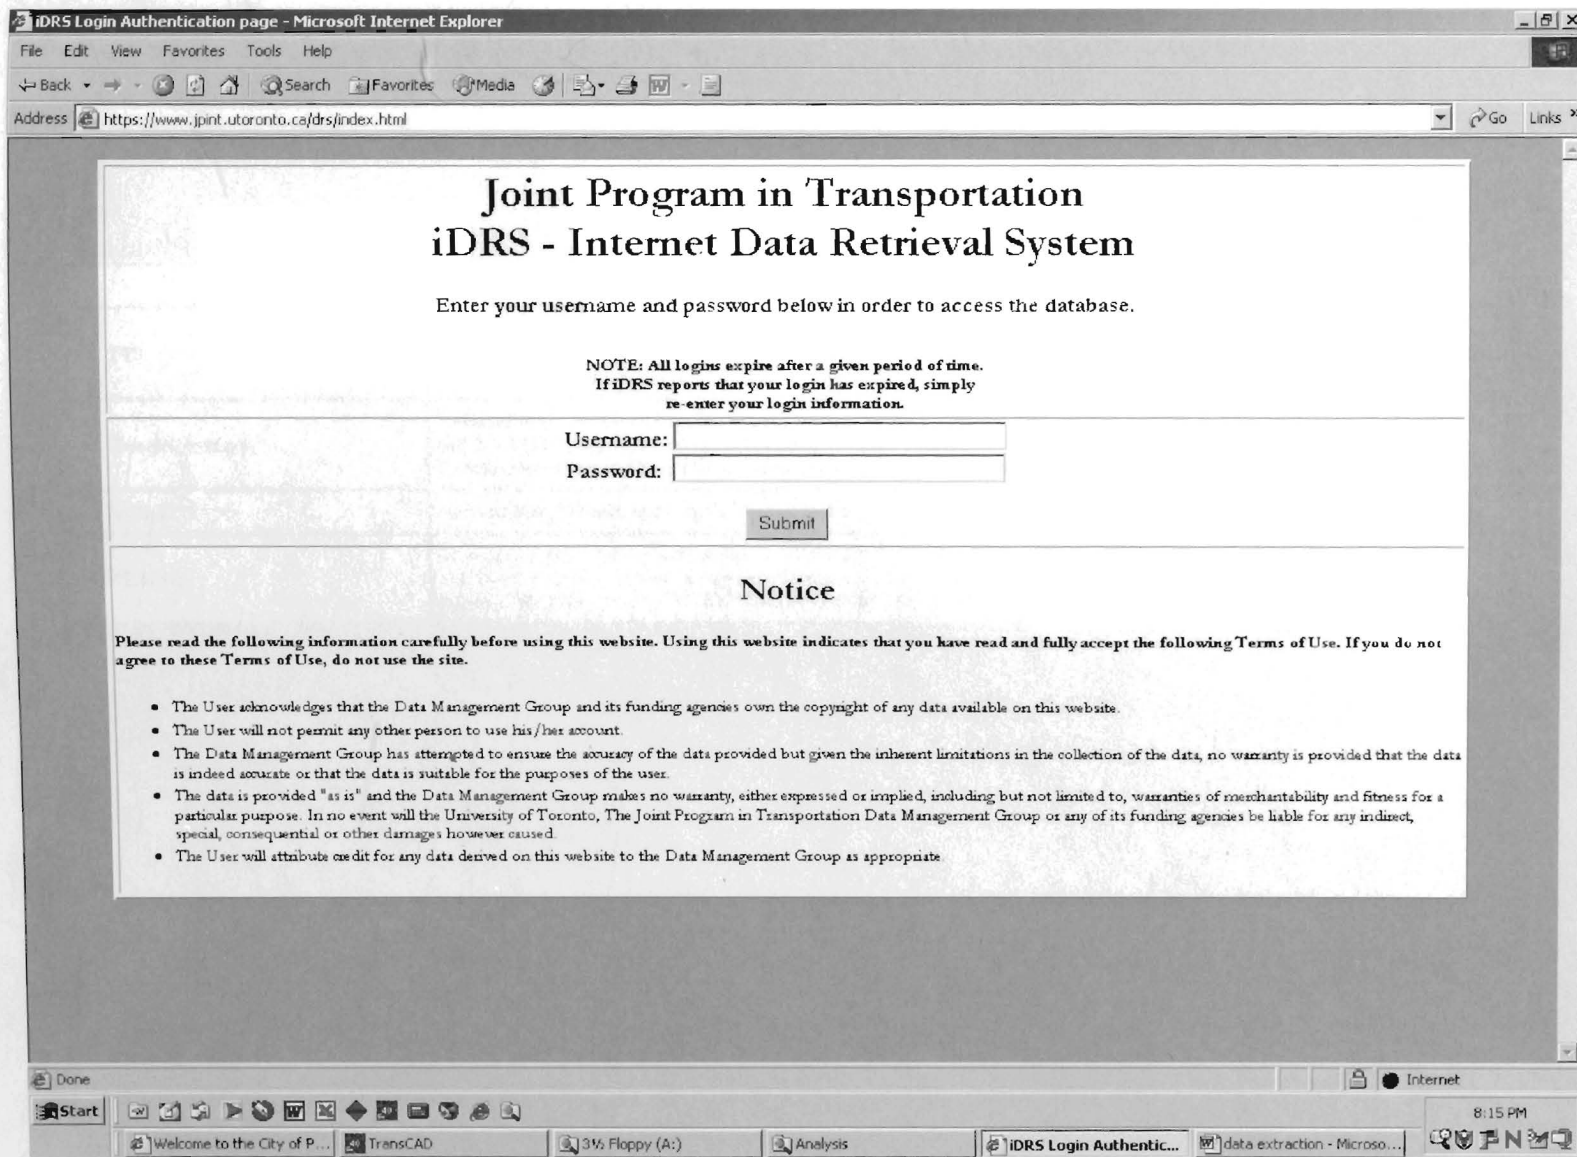 iDRS Login Authentication page - Microsoft Internet Explorer
File Edit View Favorites Tools Help
Back Search Favorites Media
Address https://www.jpint.utoronto.ca/drs/index.html Go Links »
Joint Program in Transportation
iDRS - Internet Data Retrieval System
Enter your username and password below in order to access the database.
NOTE: All logins expire after a given period of time.
If iDRS reports that your login has expired, simply
re-enter your login information.
Username:
Password:
Submit
Notice
Please read the following information carefully before using this website. Using this website indicates that you have read and fully accept the following Terms of Use. If you do not
agree to these Terms of Use, do not use the site.
• The User acknowledges that the Data Management Group and its funding agencies own the copyright of any data available on this website.
• The User will not permit any other person to use his/her account.
• The Data Management Group has attempted to ensure the accuracy of the data provided but given the inherent limitations in the collection of the data, no warranty is provided that the data
is indeed accurate or that the data is suitable for the purposes of the user.
• The data is provided "as is" and the Data Management Group makes no warranty, either expressed or implied, including but not limited to, warranties of merchantability and fitness for a
particular purpose. In no event will the University of Toronto, The Joint Program in Transportation Data Management Group or any of its funding agencies be liable for any indirect,
special, consequential or other damages however caused.
• The User will attribute credit for any data derived on this website to the Data Management Group as appropriate.
Done Internet
Start 8:15 PM
Welcome to the City of P... TransCAD 3½ Floppy (A:) Analysis iDRS Login Authentic... data extraction - Microso...